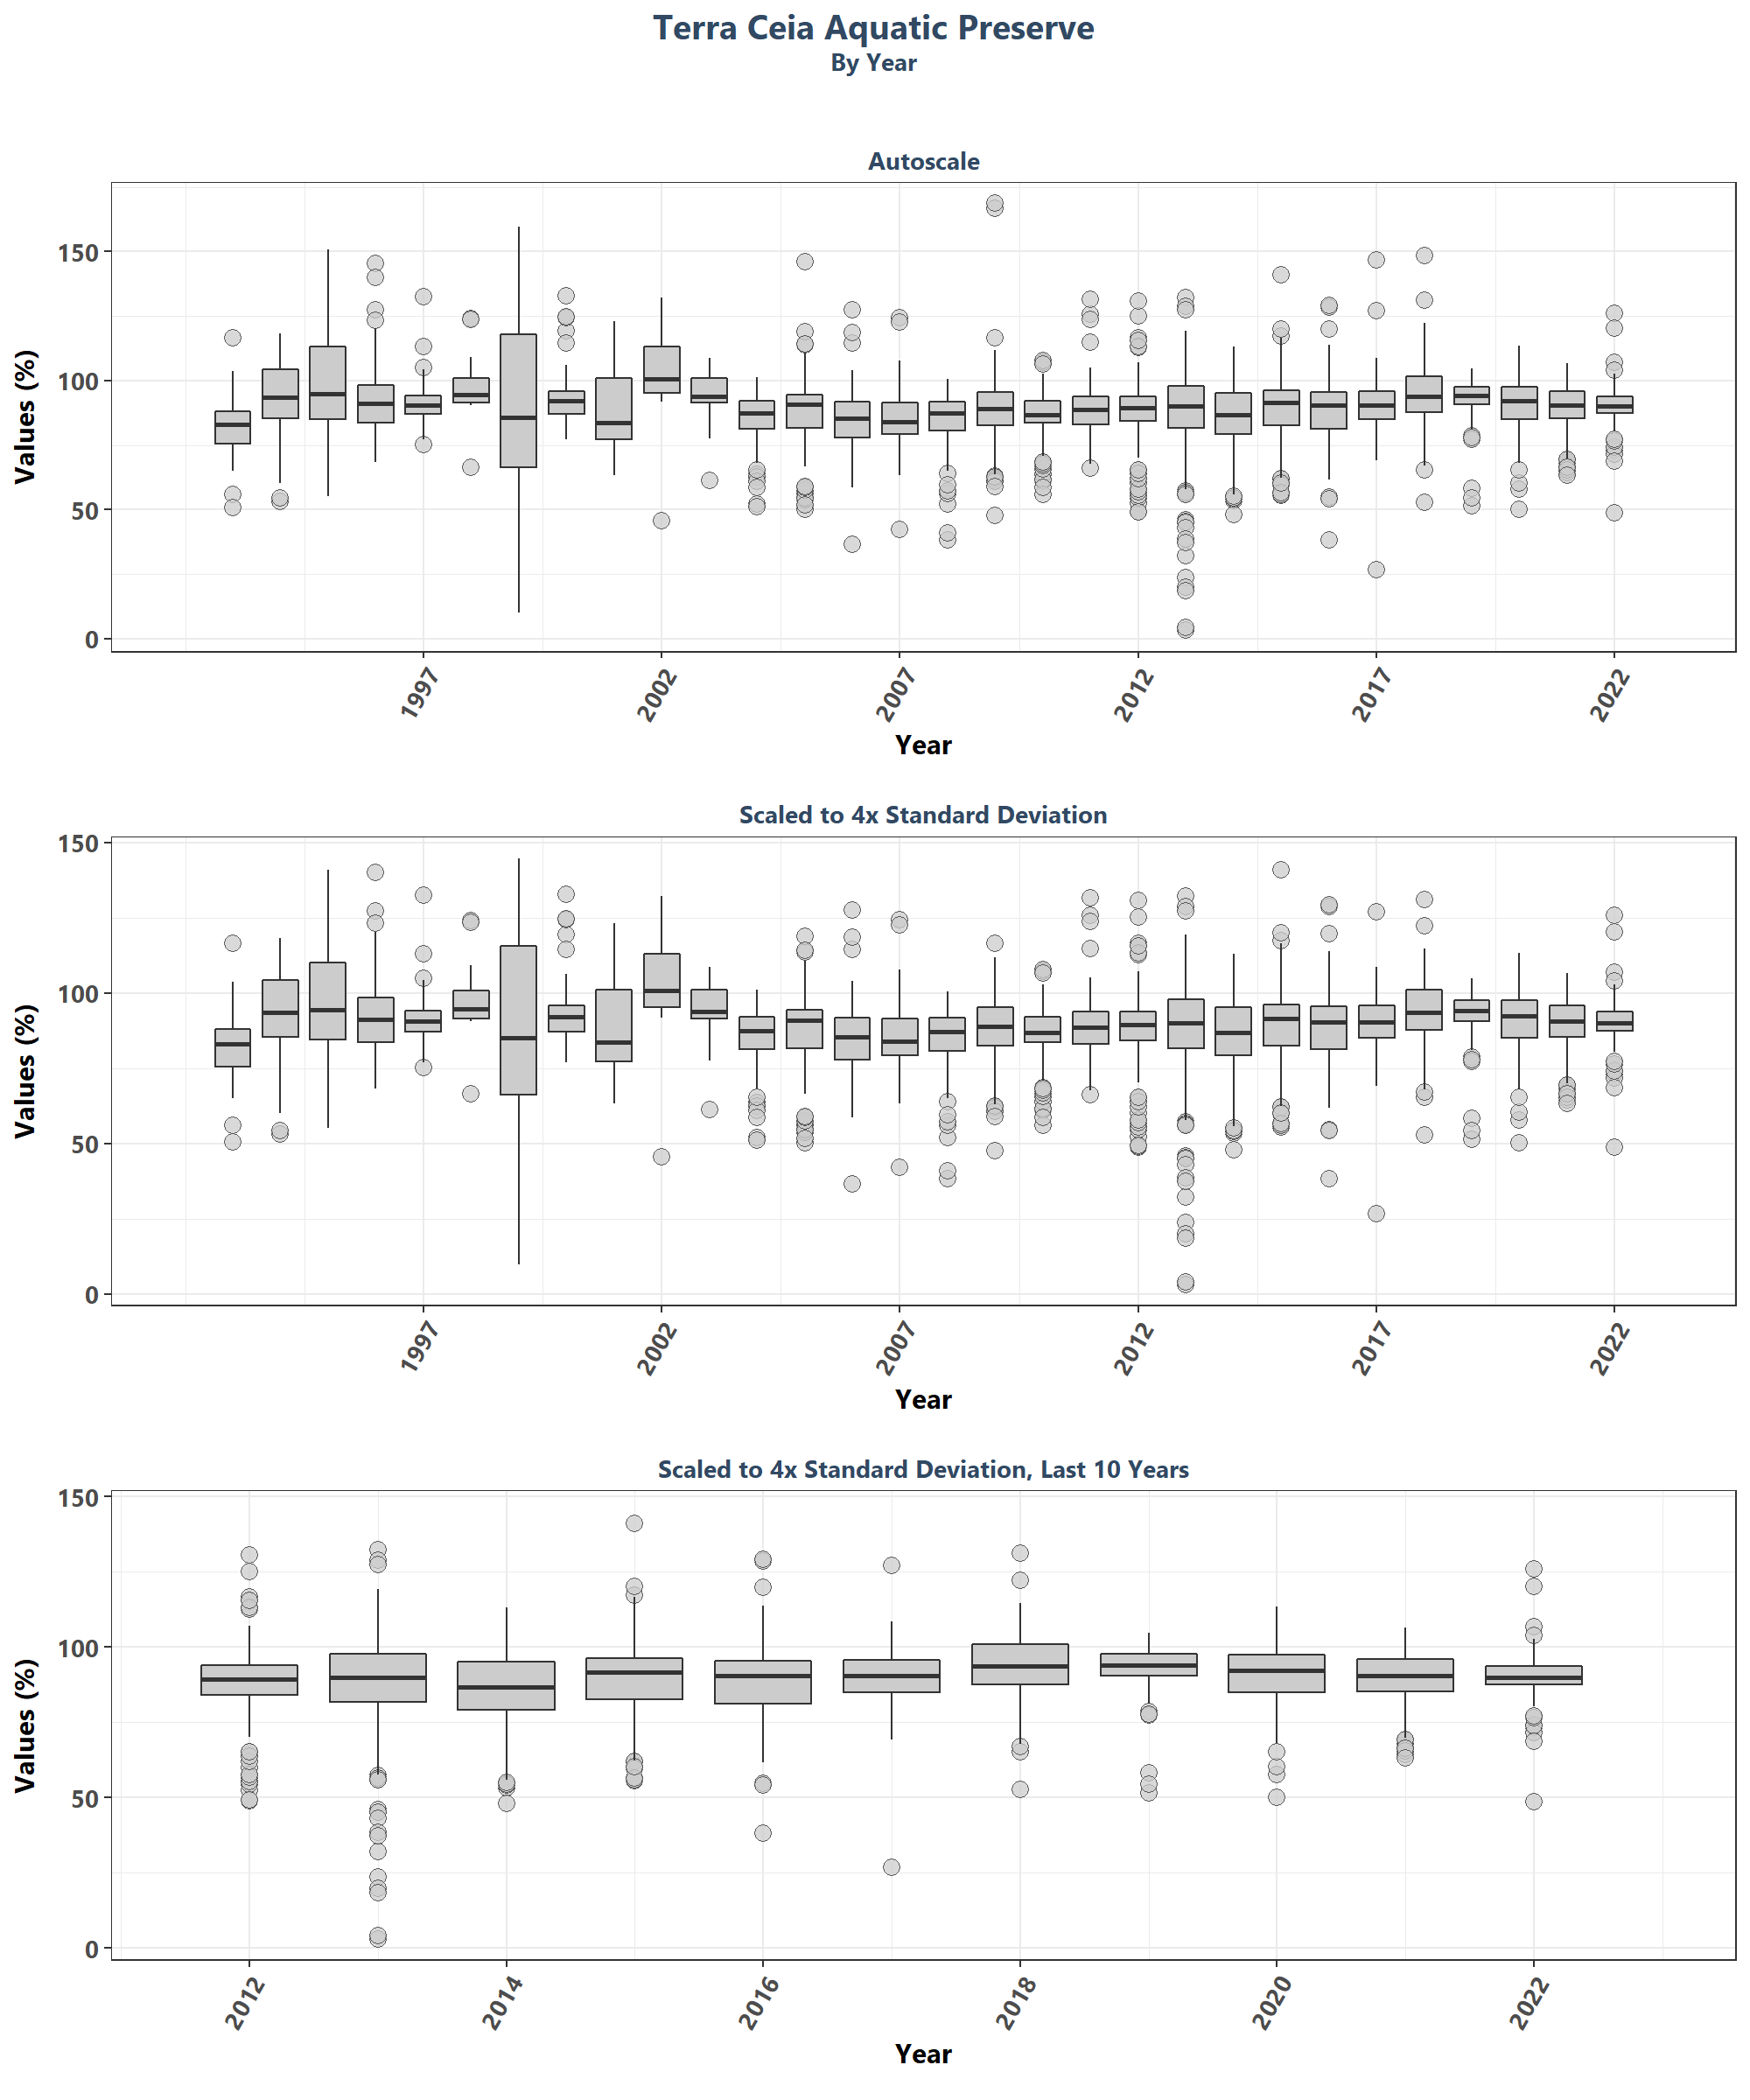 Terra Ceia Aquatic Preserve
By Year
Autoscale
Values (%)
150
100
50
0
1997 2002 2007 2012 2017 2022
Year
Scaled to 4x Standard Deviation
Values (%)
150
100
50
0
1997 2002 2007 2012 2017 2022
Year
Scaled to 4x Standard Deviation, Last 10 Years
Values (%)
150
100
50
0
2012 2014 2016 2018 2020 2022
Year